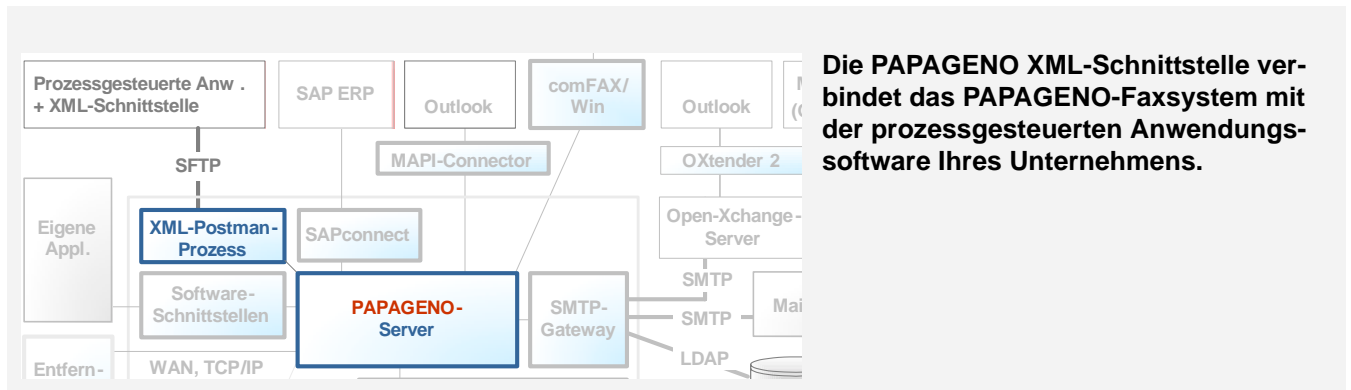 Prozessgesteuerte Anw .
+ XML-Schnittstelle
SAP ERP
Outlook
comFAX/
Win
Outlook
SFTP
MAPI-Connector
OXtender 2
Eigene
Appl.
XML-Postman-
Prozess
SAPconnect
Open-Xchange-
Server
SMTP
Software-
Schnittstellen
PAPAGENO-
Server
SMTP-
Gateway
SMTP
Mai
LDAP
Entfern-
WAN, TCP/IP
Die PAPAGENO XML-Schnittstelle ver-
bindet das PAPAGENO-Faxsystem mit
der prozessgesteuerten Anwendungs-
software Ihres Unternehmens.